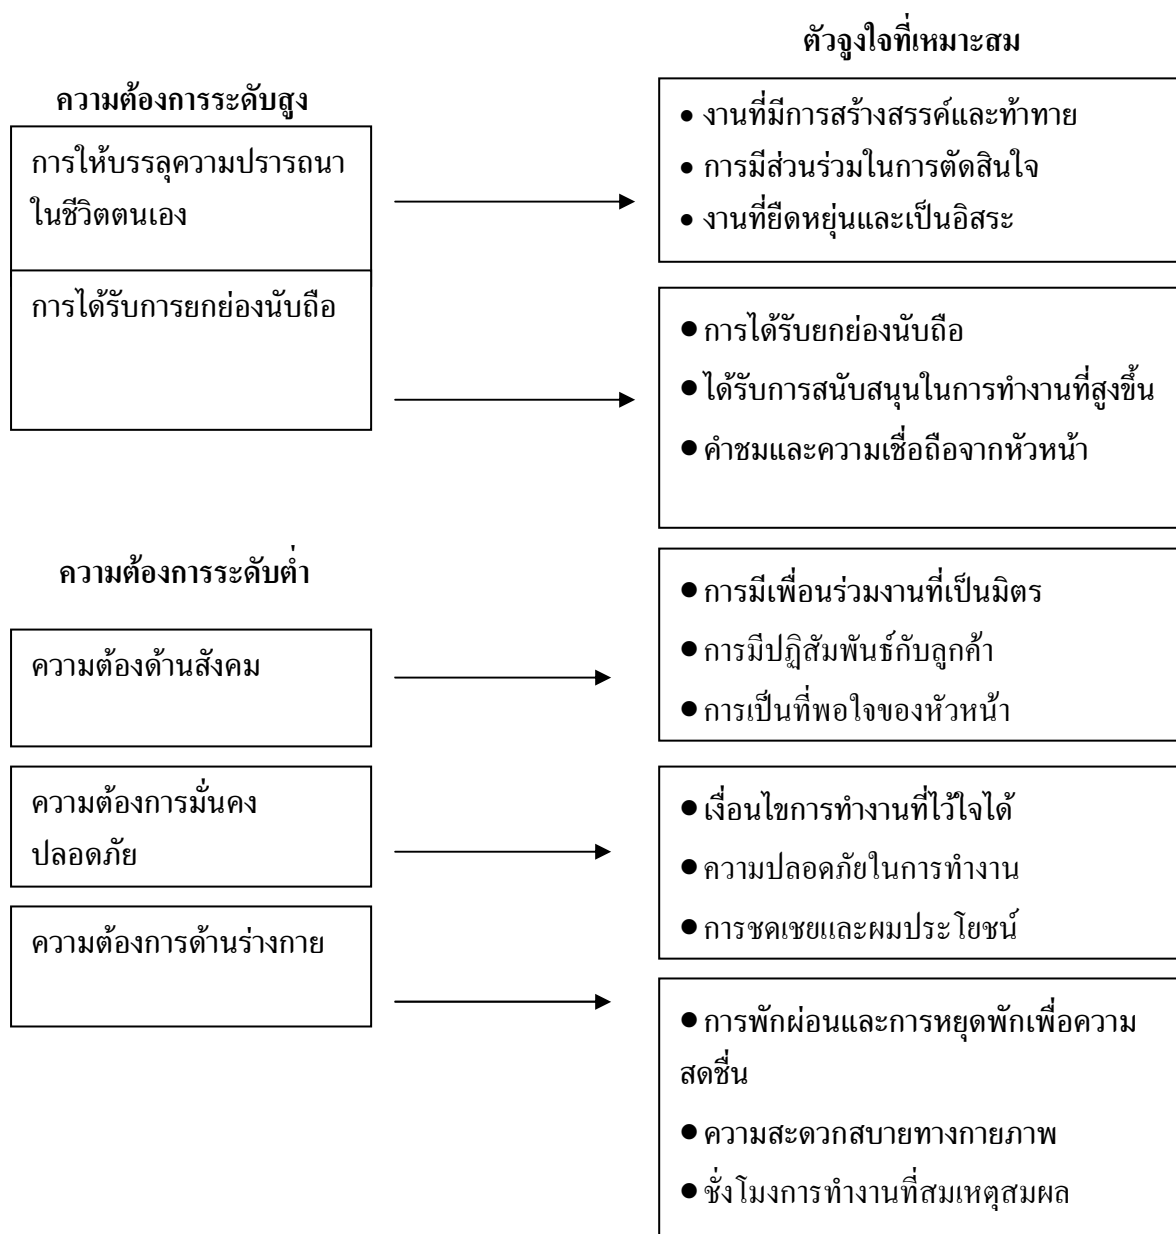 ตัวจูงใจที่เหมาะสม
ความต้องการระดับสูง
การให้บรรลุความปรารถนา
ในชีวิตตนเอง
• งานที่มีการสร้างสรรค์และท้าทาย
• การมีส่วนร่วมในการตัดสินใจ
• งานที่ยืดหยุ่นและเป็นอิสระ
การได้รับการยกย่องนับถือ
● การได้รับยกย่องนับถือ
● ได้รับการสนับสนุนในการทำงานที่สูงขึ้น
● คำชมและความเชื่อถือจากหัวหน้า
ความต้องการระดับต่ำ
ความต้องด้านสังคม
● การมีเพื่อนร่วมงานที่เป็นมิตร
● การมีปฏิสัมพันธ์กับลูกค้า
● การเป็นที่พอใจของหัวหน้า
ความต้องการมั่นคง
ปลอดภัย
● เงื่อนไขการทำงานที่ไว้ใจได้
● ความปลอดภัยในการทำงาน
● การชดเชยและผมประโยชน์
ความต้องการด้านร่างกาย
● การพักผ่อนและการหยุดพักเพื่อความ
สดชื่น
● ความสะดวกสบายทางกายภาพ
● ชั่งโมงการทำงานที่สมเหตุสมผล